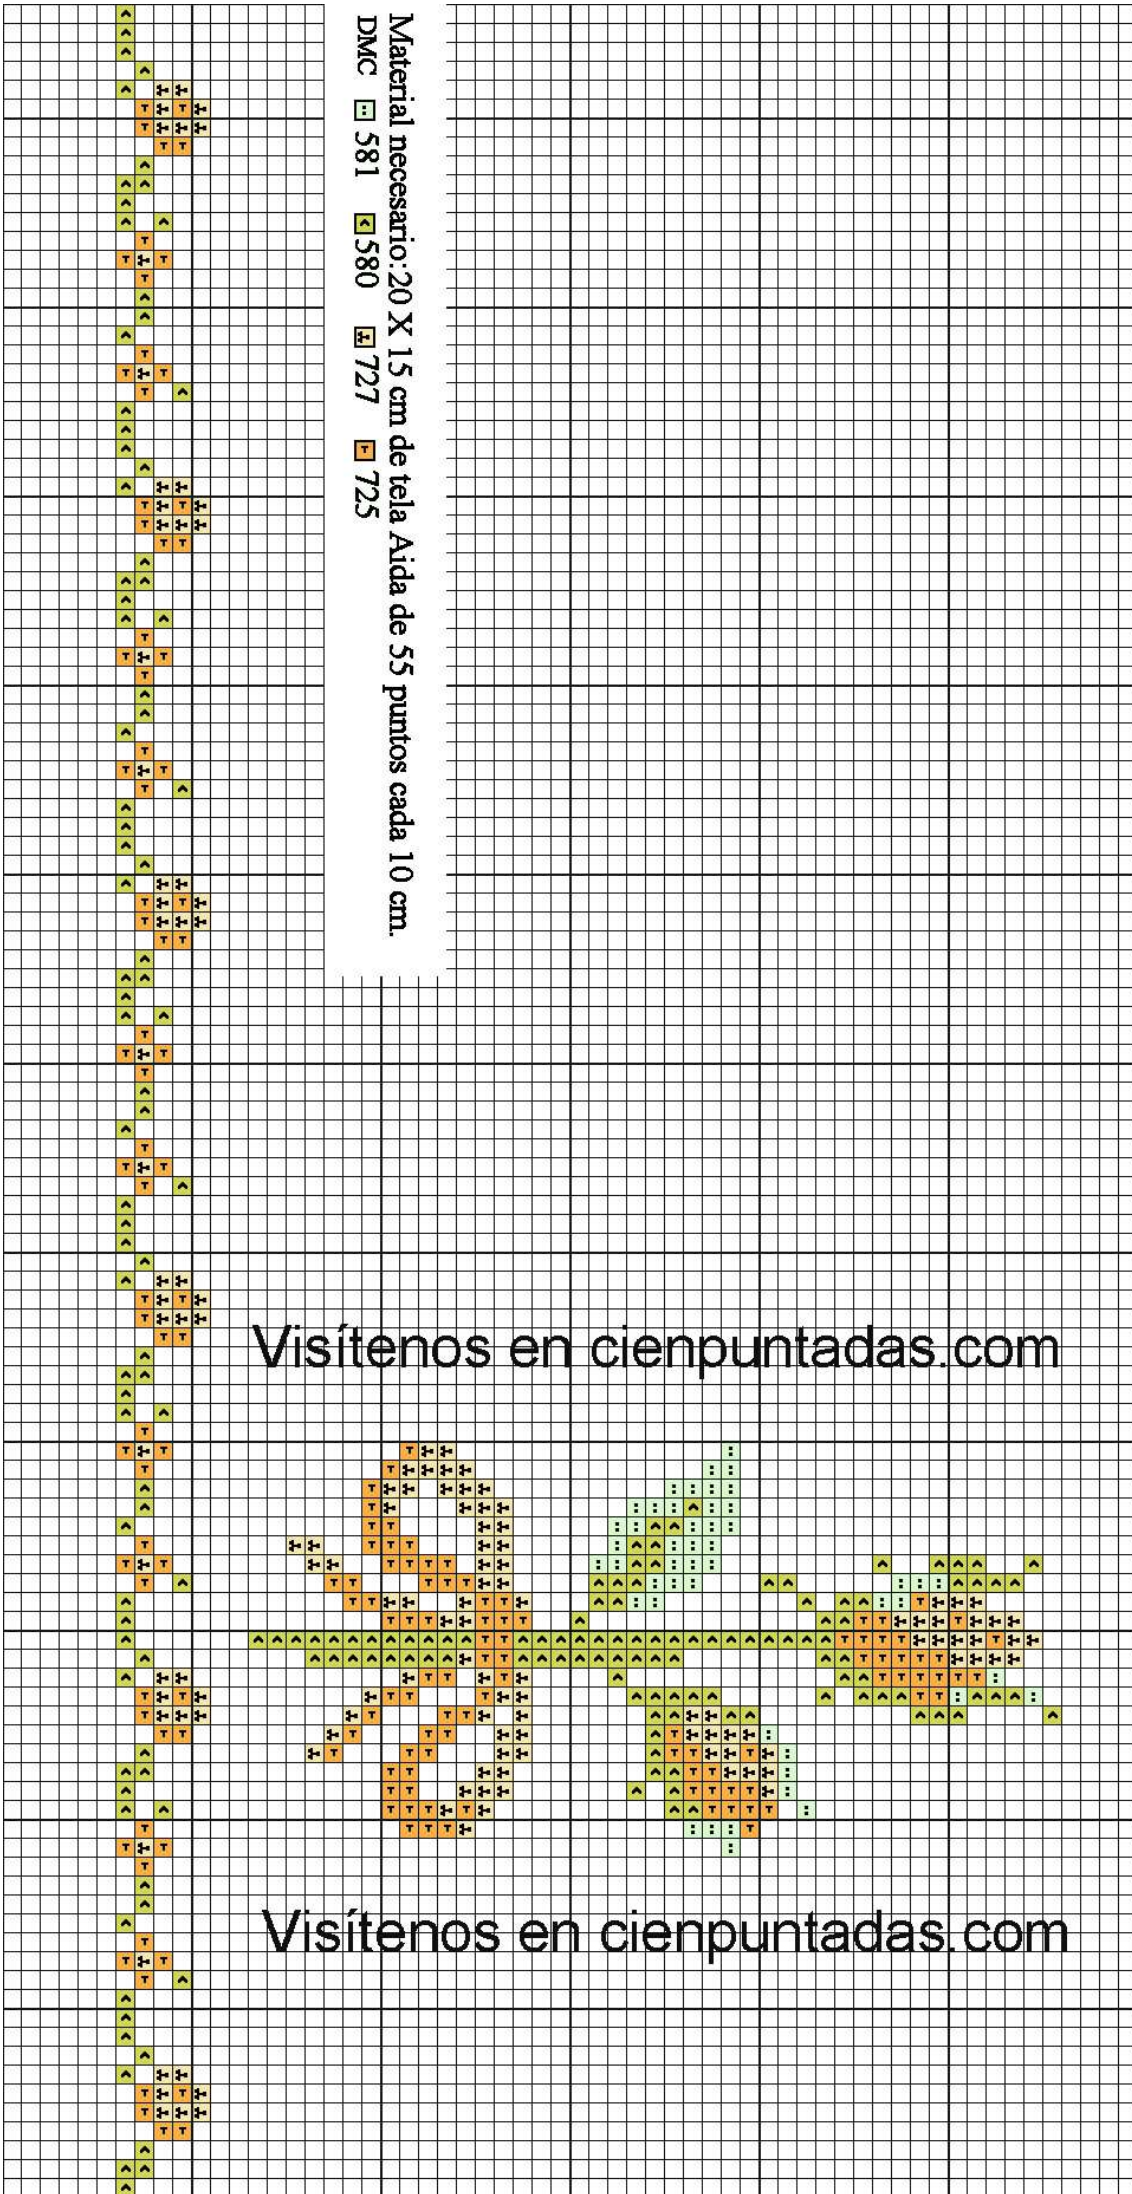 Material necesario: 20 X 15 cm de tela Aida de 55 puntos cada 10 cm.
DMC 581 580 727 725
Visítenos en cienpuntadas.com
Visítenos en cienpuntadas.com